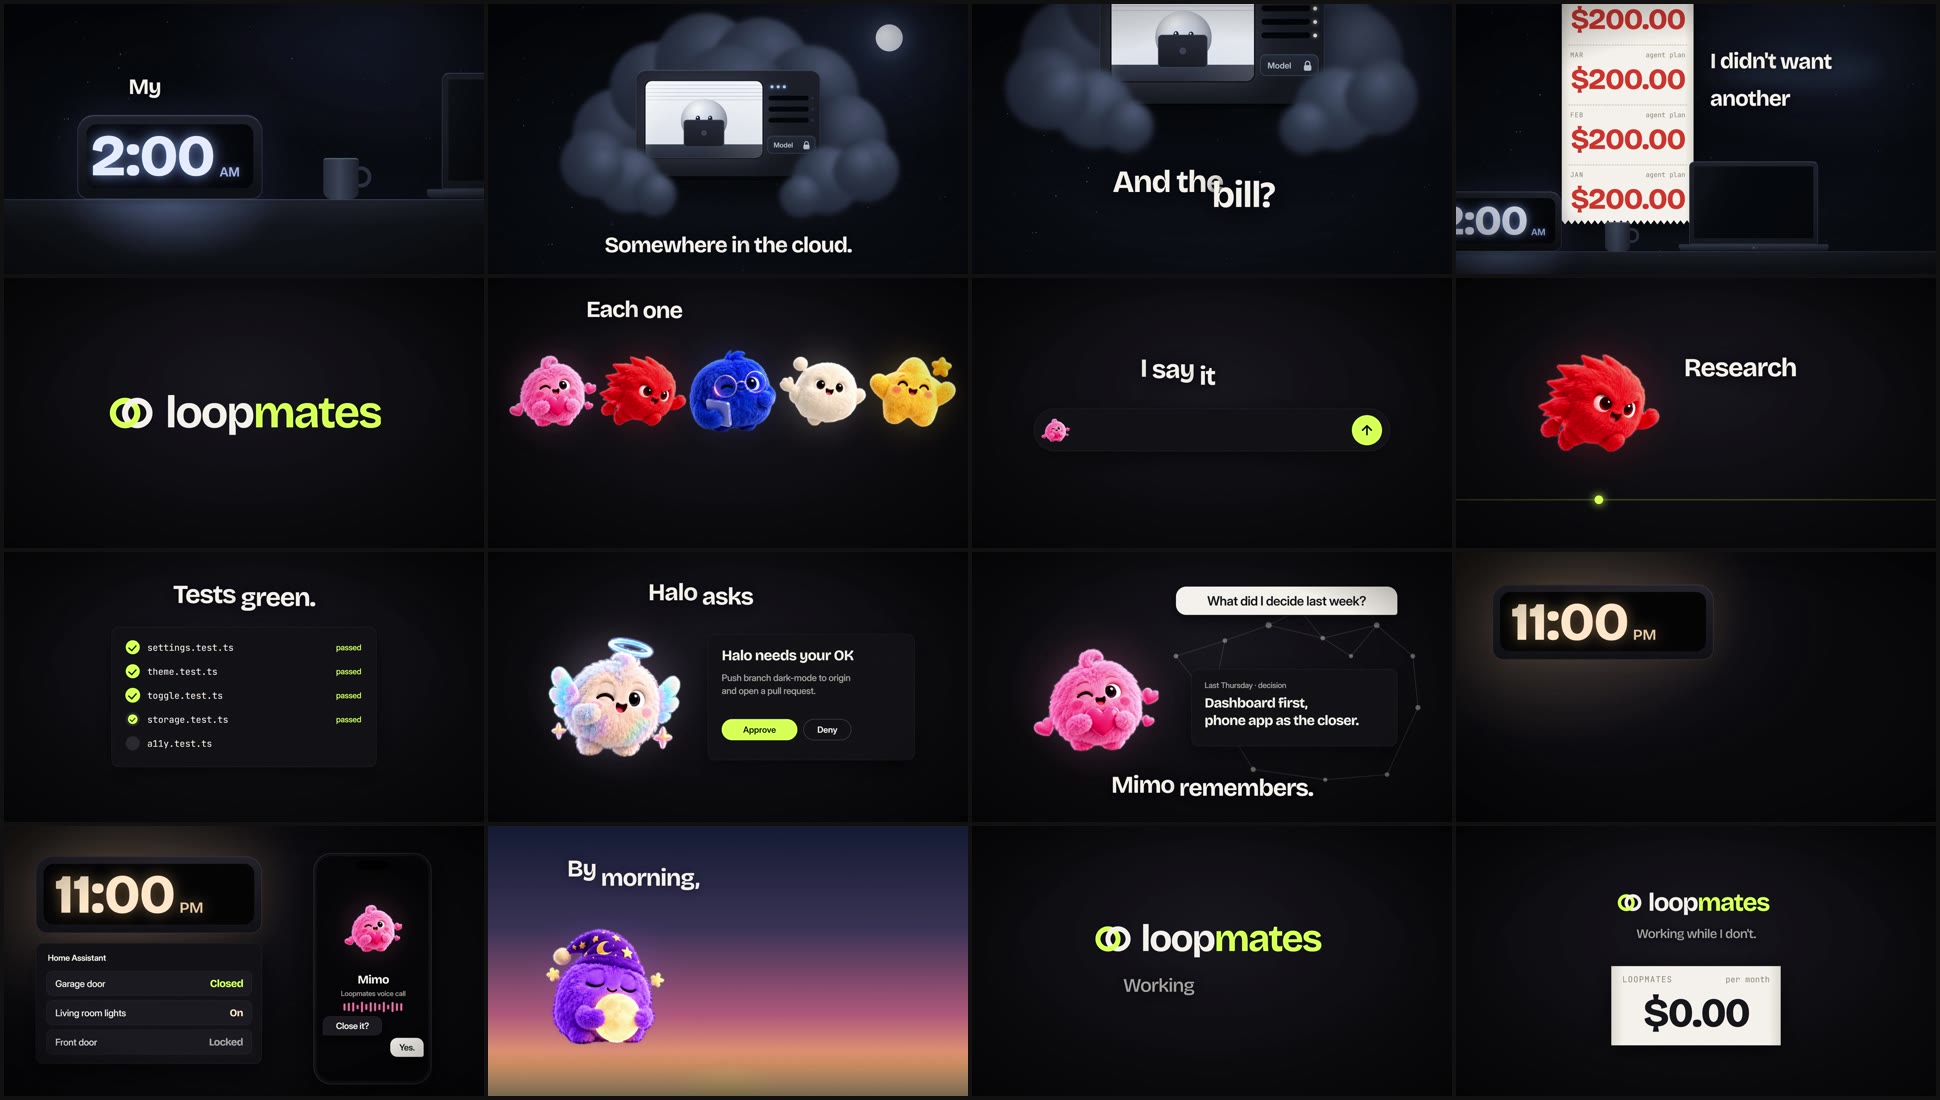 My
2:00 AM
Model
Somewhere in the cloud.
Model
And the bill?
$200.00
MAR agent plan
$200.00
FEB agent plan
$200.00
JAN agent plan
$200.00
I didn't want
another
2:00 AM
loopmates
Each one
I say it
Research
Tests green.
settings.test.ts passed
theme.test.ts passed
toggle.test.ts passed
storage.test.ts passed
a11y.test.ts
Halo asks
Halo needs your OK
Push branch dark-mode to origin
and open a pull request.
Approve Deny
What did I decide last week?
Last Thursday · decision
Dashboard first,
phone app as the closer.
Mimo remembers.
11:00 PM
11:00 PM
Home Assistant
Garage door Closed
Living room lights On
Front door Locked
Mimo
Loopmates voice call
Close it?
Yes.
By morning,
loopmates
Working
loopmates
Working while I don't.
LOOPMATES per month
$0.00